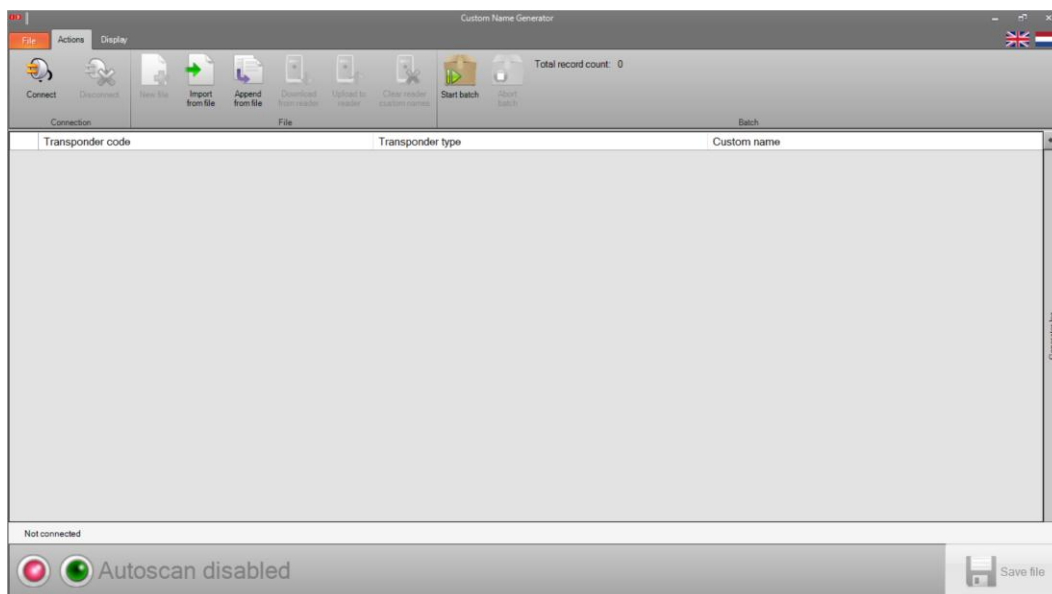 Custom Name Generator
File Actions Display
Connect Disconnect New file Import from file Append from file Download from reader Upload to reader Clear reader custom names Start batch Abort batch Total record count: 0
Connection File Batch
Transponder code Transponder type Custom name
Not connected
Autoscan disabled Save file